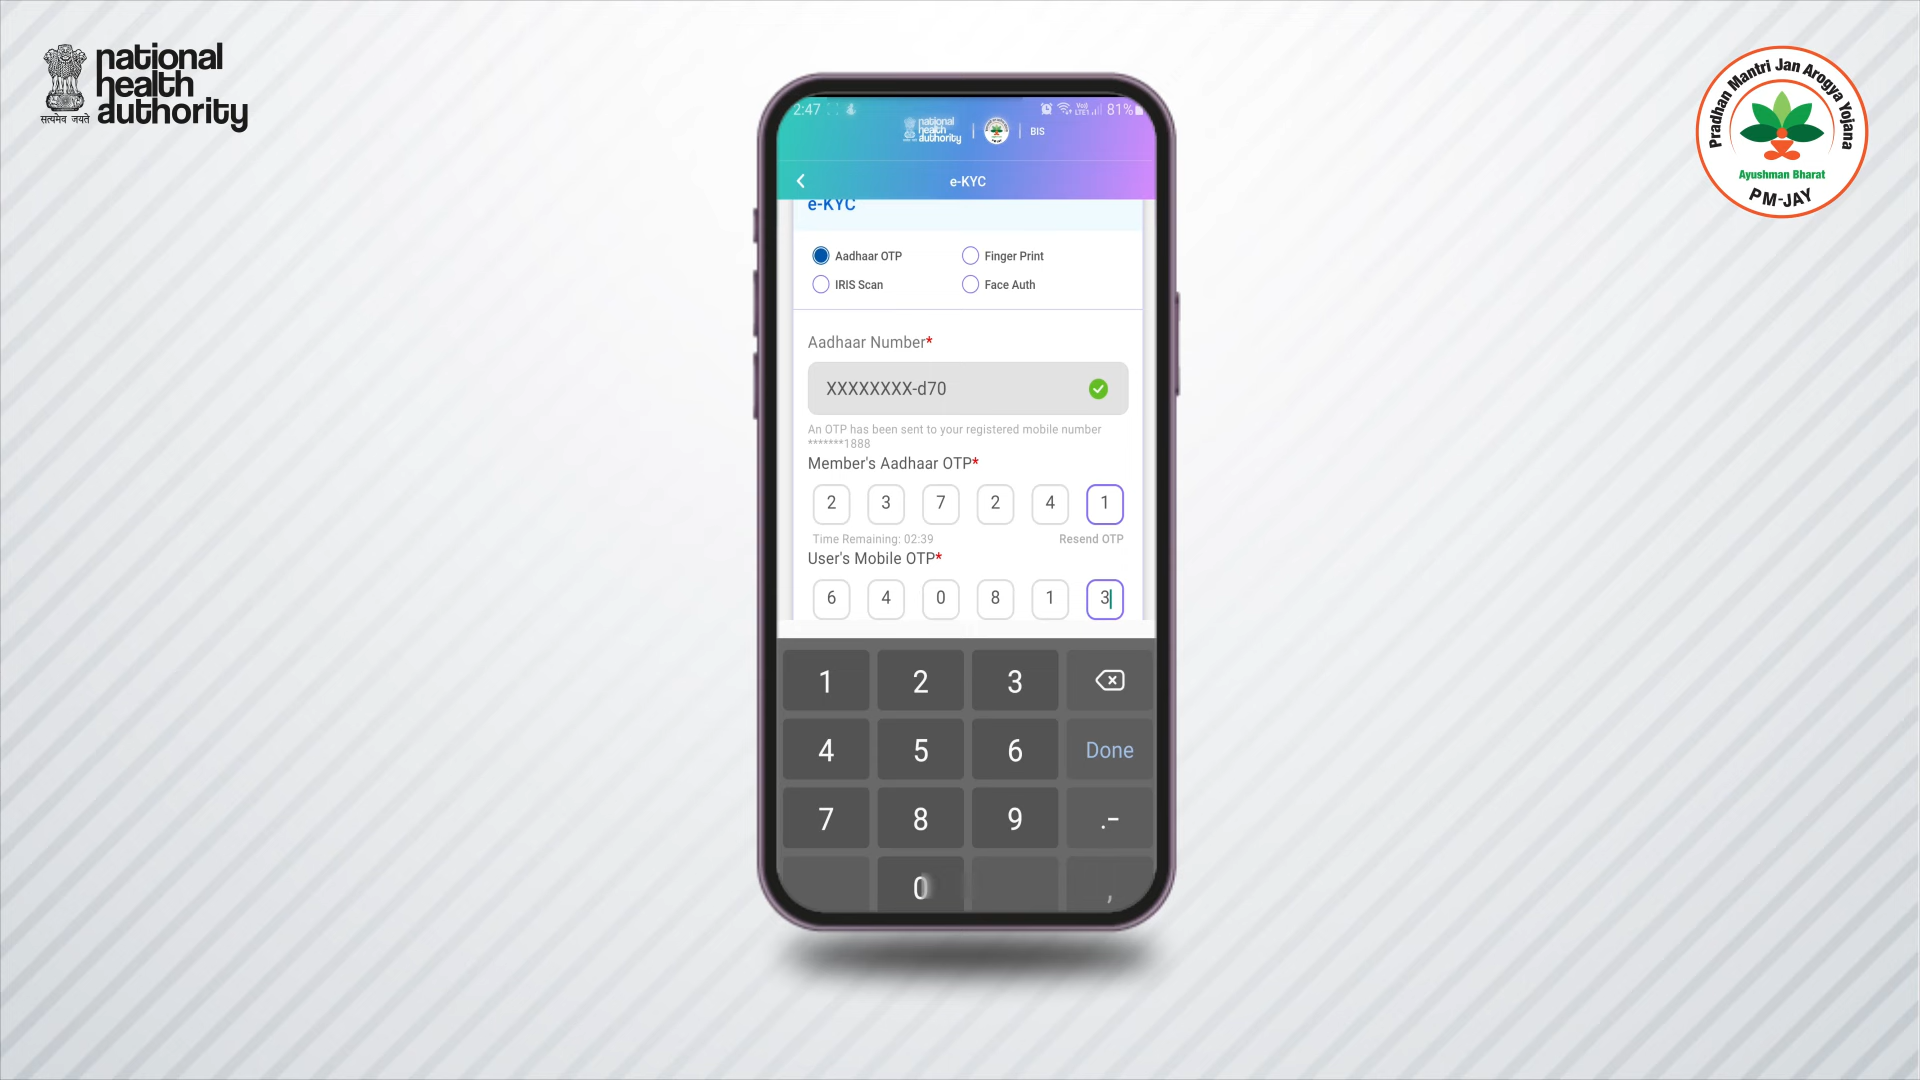 national
health
authority
सत्यमेव जयते
Pradhan Mantri Jan Arogya Yojana
Ayushman Bharat
PM-JAY
2:47
81%
national
health
authority
BIS
e-KYC
e-KYC
Aadhaar OTP
Finger Print
IRIS Scan
Face Auth
Aadhaar Number*
XXXXXXXX-d70
An OTP has been sent to your registered mobile number
*******1888
Member's Aadhaar OTP*
2 3 7 2 4 1
Time Remaining: 02:39
Resend OTP
User's Mobile OTP*
6 4 0 8 1 3
1 2 3
4 5 6 Done
7 8 9 .-
0 ,